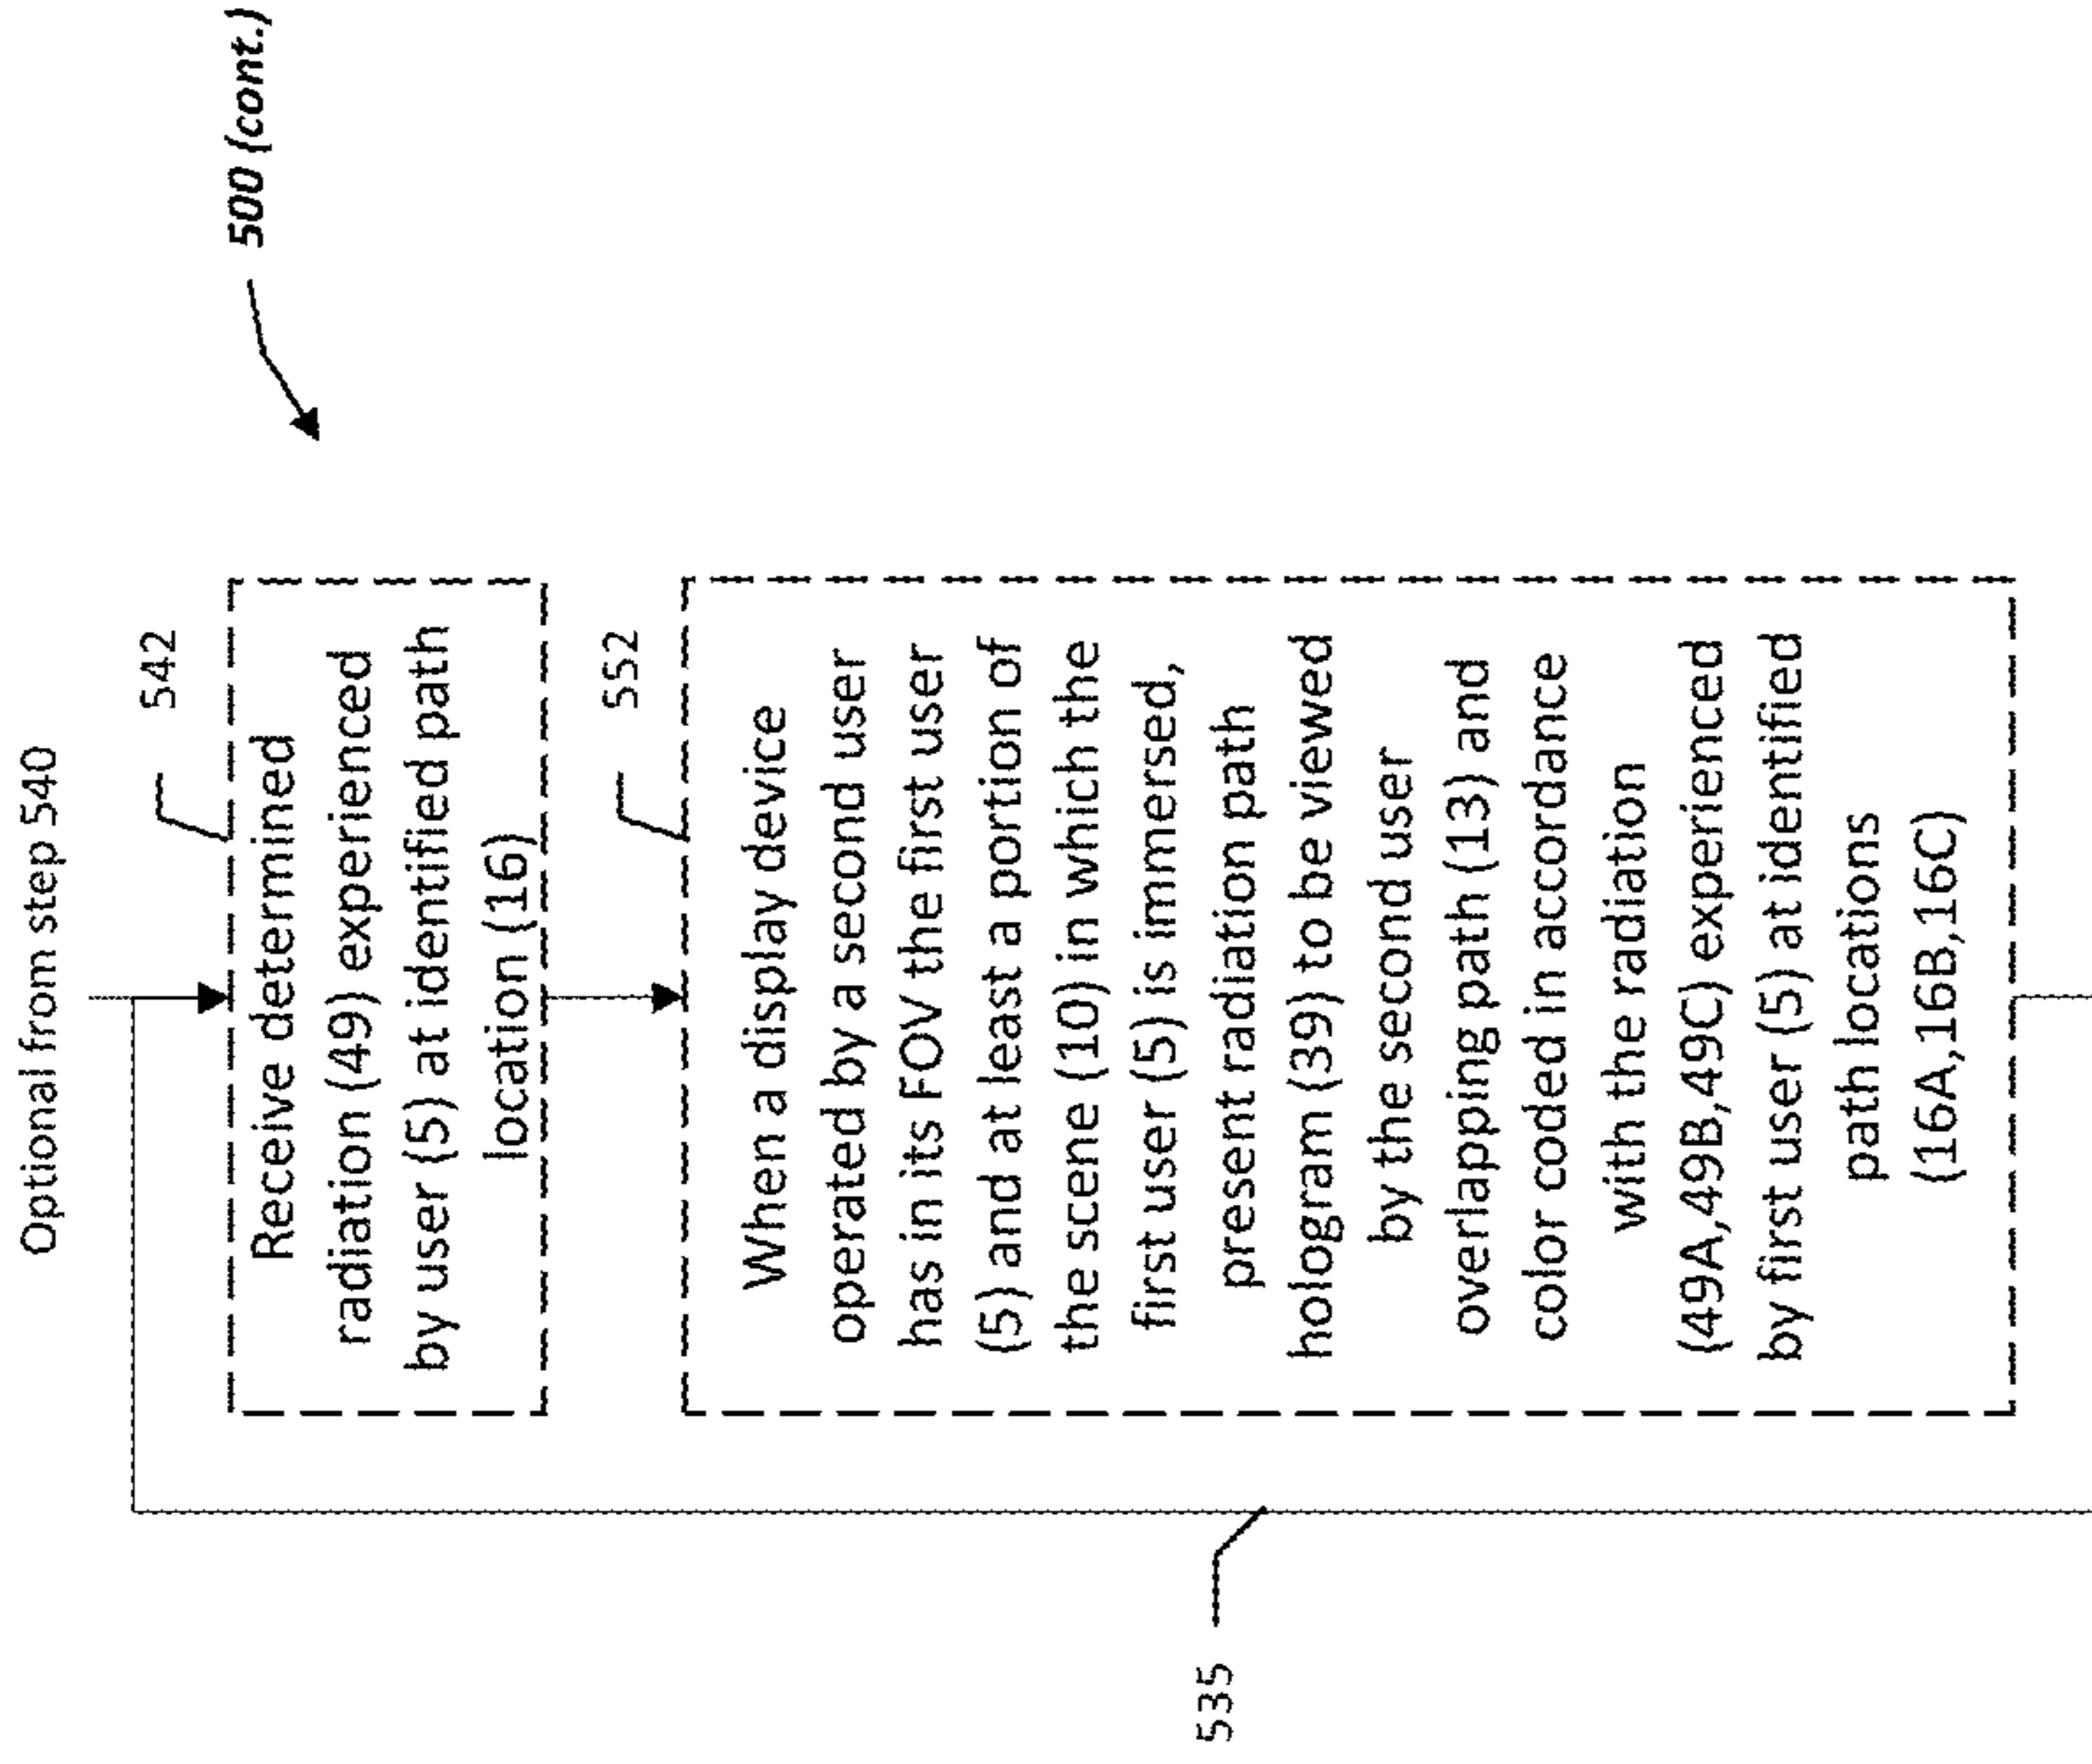 Optional from step 540
500 (cont.)
542
Receive determined
radiation (49) experienced
by user (5) at identified path
location (16)
552
When a display device
operated by a second user
has in its FOV the first user
(5) and at least a portion of
the scene (10) in which the
first user (5) is immersed,
present radiation path
hologram (39) to be viewed
by the second user
overlapping path (13) and
color coded in accordance
with the radiation
(49A,49B,49C) experienced
by first user (5) at identified
path locations
(16A,16B,16C)
535